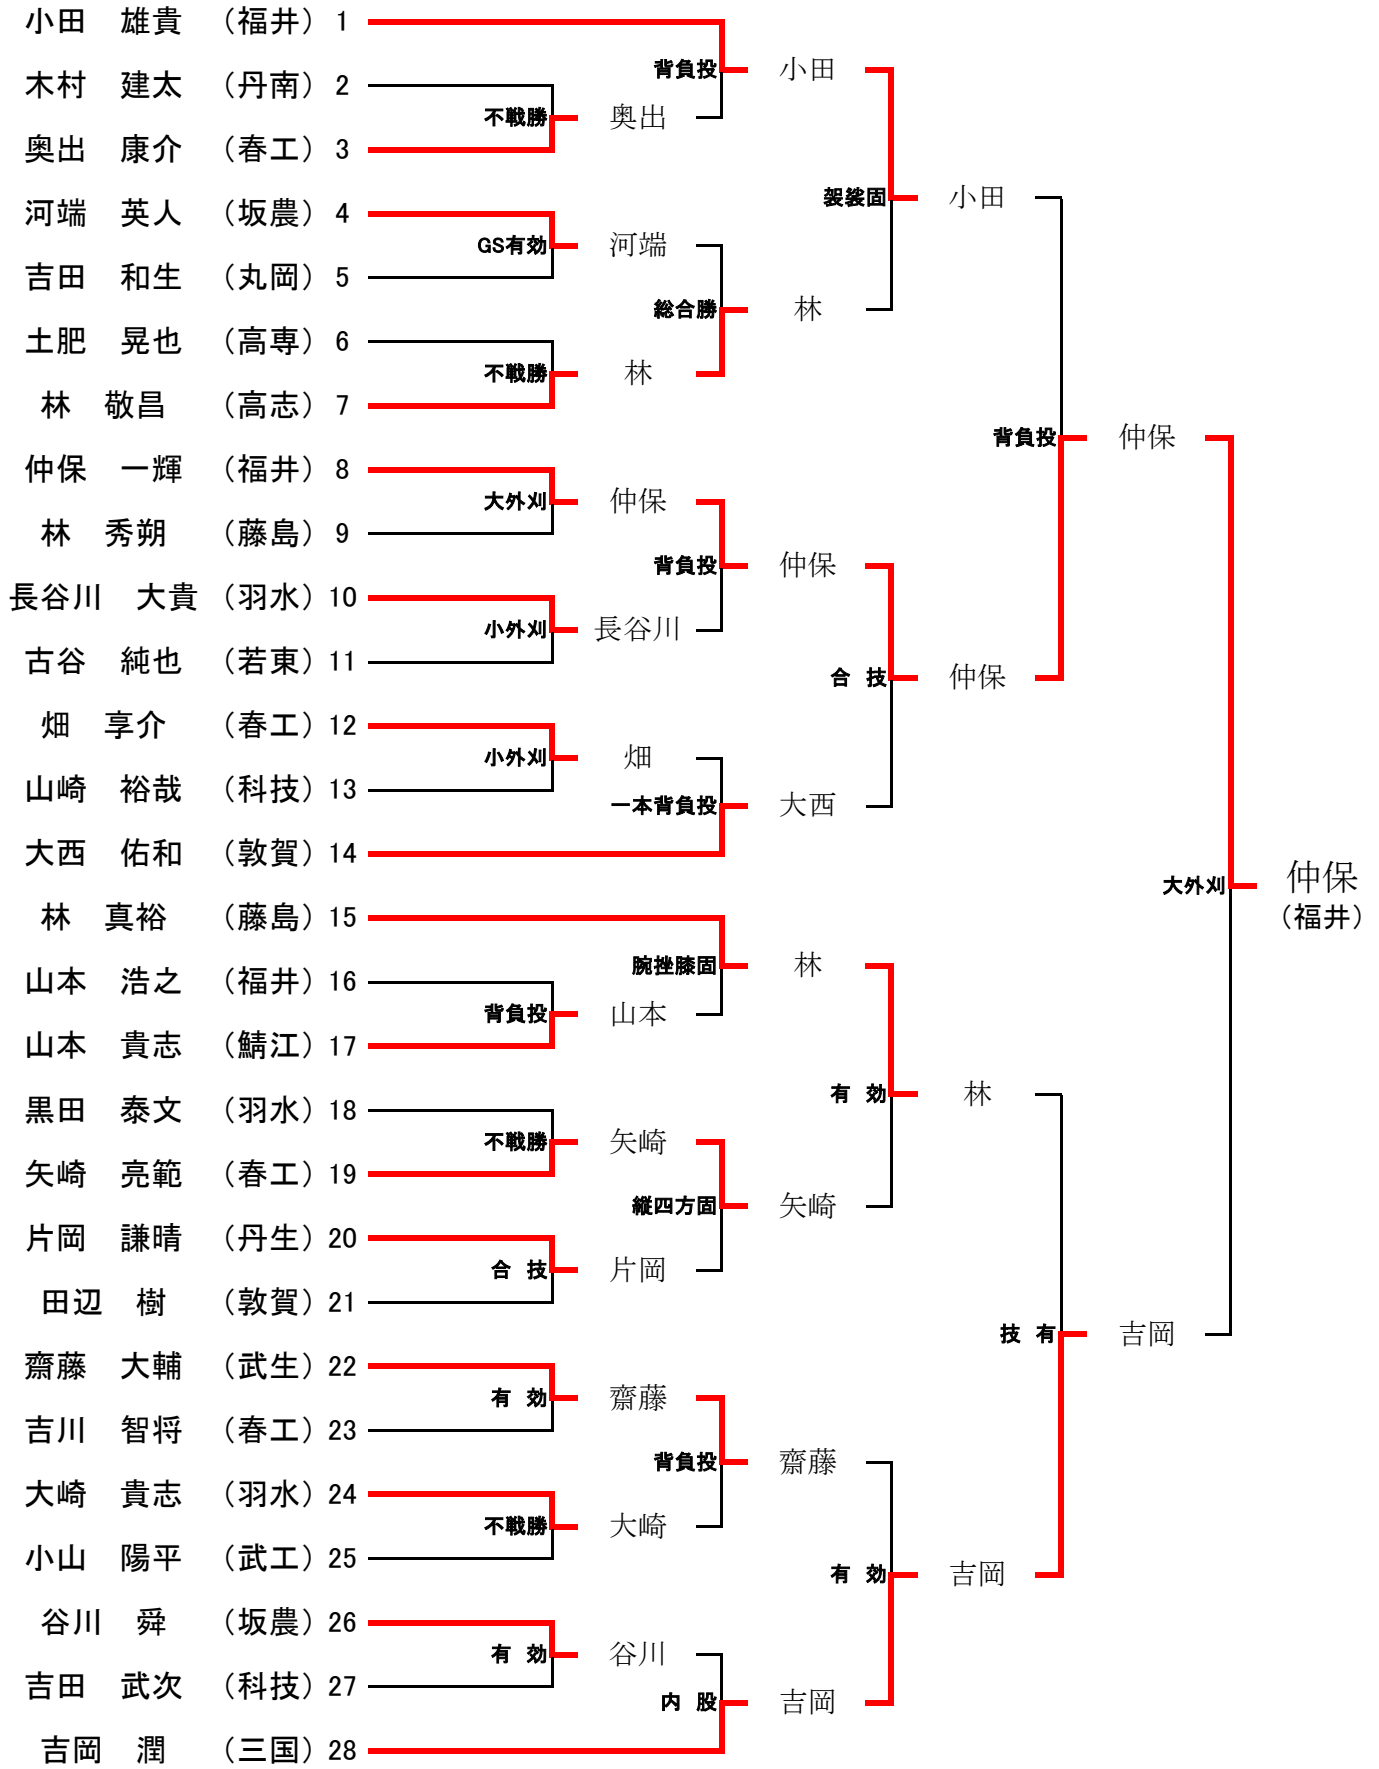 小田　雄貴　（福井）　1
背負投　小田
木村　建太　（丹南）　2
不戦勝　奥出
奥出　康介　（春工）　3
袈裟固　小田
河端　英人　（坂農）　4
GS有効　河端
吉田　和生　（丸岡）　5
総合勝　林
土肥　晃也　（高専）　6
不戦勝　林
林　敬昌　（高志）　7
背負投　仲保
仲保　一輝　（福井）　8
大外刈　仲保
林　秀朔　（藤島）　9
背負投　仲保
長谷川　大貴　（羽水）　10
小外刈　長谷川
古谷　純也　（若東）　11
合　技　仲保
畑　享介　（春工）　12
小外刈　畑
山崎　裕哉　（科技）　13
一本背負投　大西
大西　佑和　（敦賀）　14
大外刈　仲保
（福井）
林　真裕　（藤島）　15
腕挫膝固　林
山本　浩之　（福井）　16
背負投　山本
山本　貴志　（鯖江）　17
有　効　林
黒田　泰文　（羽水）　18
不戦勝　矢崎
矢崎　亮範　（春工）　19
縦四方固　矢崎
片岡　謙晴　（丹生）　20
合　技　片岡
田辺　樹　（敦賀）　21
技　有　吉岡
齋藤　大輔　（武生）　22
有　効　齋藤
吉川　智将　（春工）　23
背負投　齋藤
大崎　貴志　（羽水）　24
不戦勝　大崎
小山　陽平　（武工）　25
有　効　吉岡
谷川　舜　（坂農）　26
有　効　谷川
吉田　武次　（科技）　27
内　股　吉岡
吉岡　潤　（三国）　28